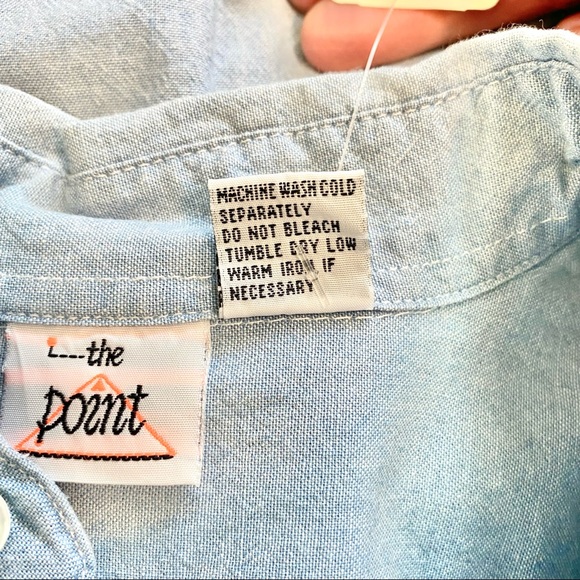 MACHINE WASH COLD
SEPARATELY
DO NOT BLEACH
TUMBLE DRY LOW
WARM IRON IF
NECESSARY
the
point